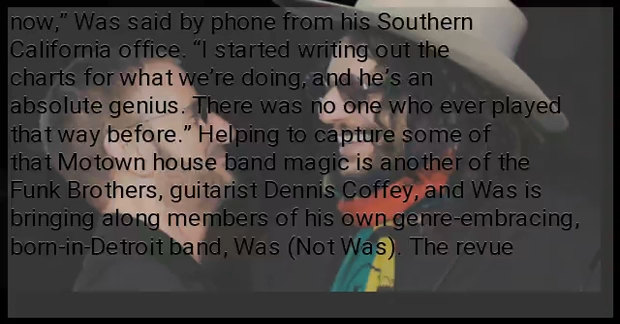 now,” Was said by phone from his Southern
California office. “I started writing out the
charts for what we’re doing, and he’s an
absolute genius. There was no one who ever played
that way before.” Helping to capture some of
that Motown house band magic is another of the
Funk Brothers, guitarist Dennis Coffey, and Was is
bringing along members of his own genre-embracing,
born-in-Detroit band, Was (Not Was). The revue